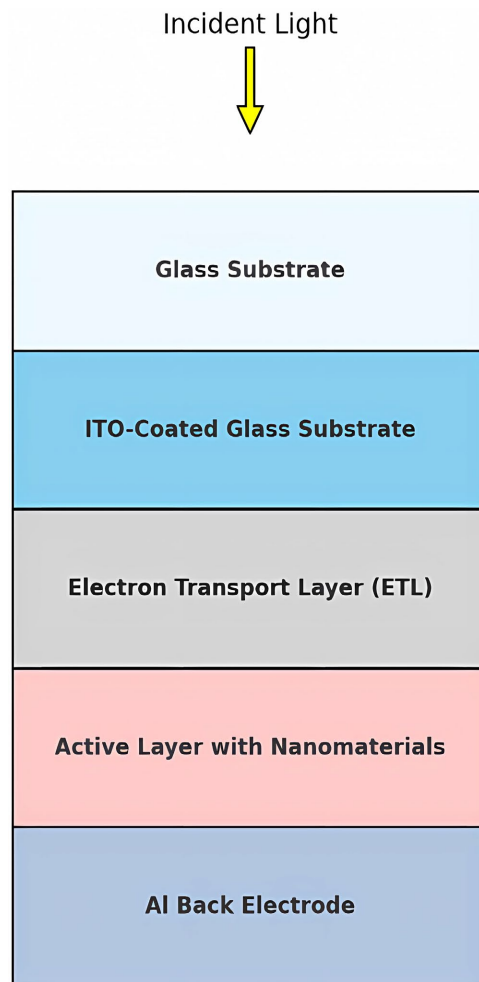 Incident Light
Glass Substrate
ITO-Coated Glass Substrate
Electron Transport Layer (ETL)
Active Layer with Nanomaterials
Al Back Electrode